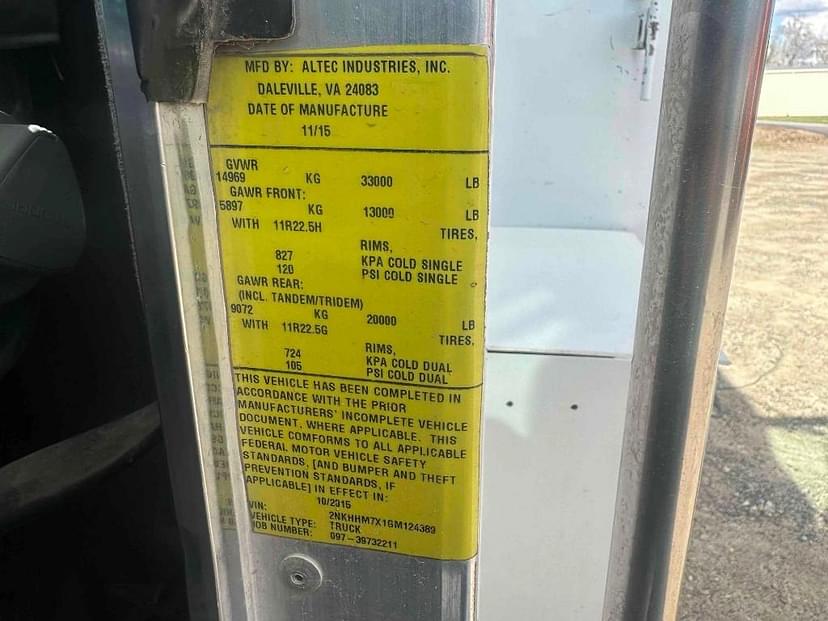 MFD BY: ALTEC INDUSTRIES, INC.
DALEVILLE, VA 24083
DATE OF MANUFACTURE
11/15
GVWR
14969 KG 33000 LB
GAWR FRONT:
5897 KG 13000 LB
WITH 11R22.5H TIRES,
RIMS,
827 KPA COLD SINGLE
120 PSI COLD SINGLE
GAWR REAR:
(INCL. TANDEM/TRIDEM)
9072 KG 20000 LB
WITH 11R22.5G TIRES,
RIMS,
724 KPA COLD DUAL
105 PSI COLD DUAL
THIS VEHICLE HAS BEEN COMPLETED IN
ACCORDANCE WITH THE PRIOR
MANUFACTURERS' INCOMPLETE VEHICLE
DOCUMENT, WHERE APPLICABLE. THIS
VEHICLE COMFORMS TO ALL APPLICABLE
FEDERAL MOTOR VEHICLE SAFETY
STANDARDS, [AND BUMPER AND THEFT
PREVENTION STANDARDS, IF
APPLICABLE] IN EFFECT IN:
10/2015
VIN: 2NKHHM7X1GM124389
VEHICLE TYPE: TRUCK
JOB NUMBER: 097-39732211